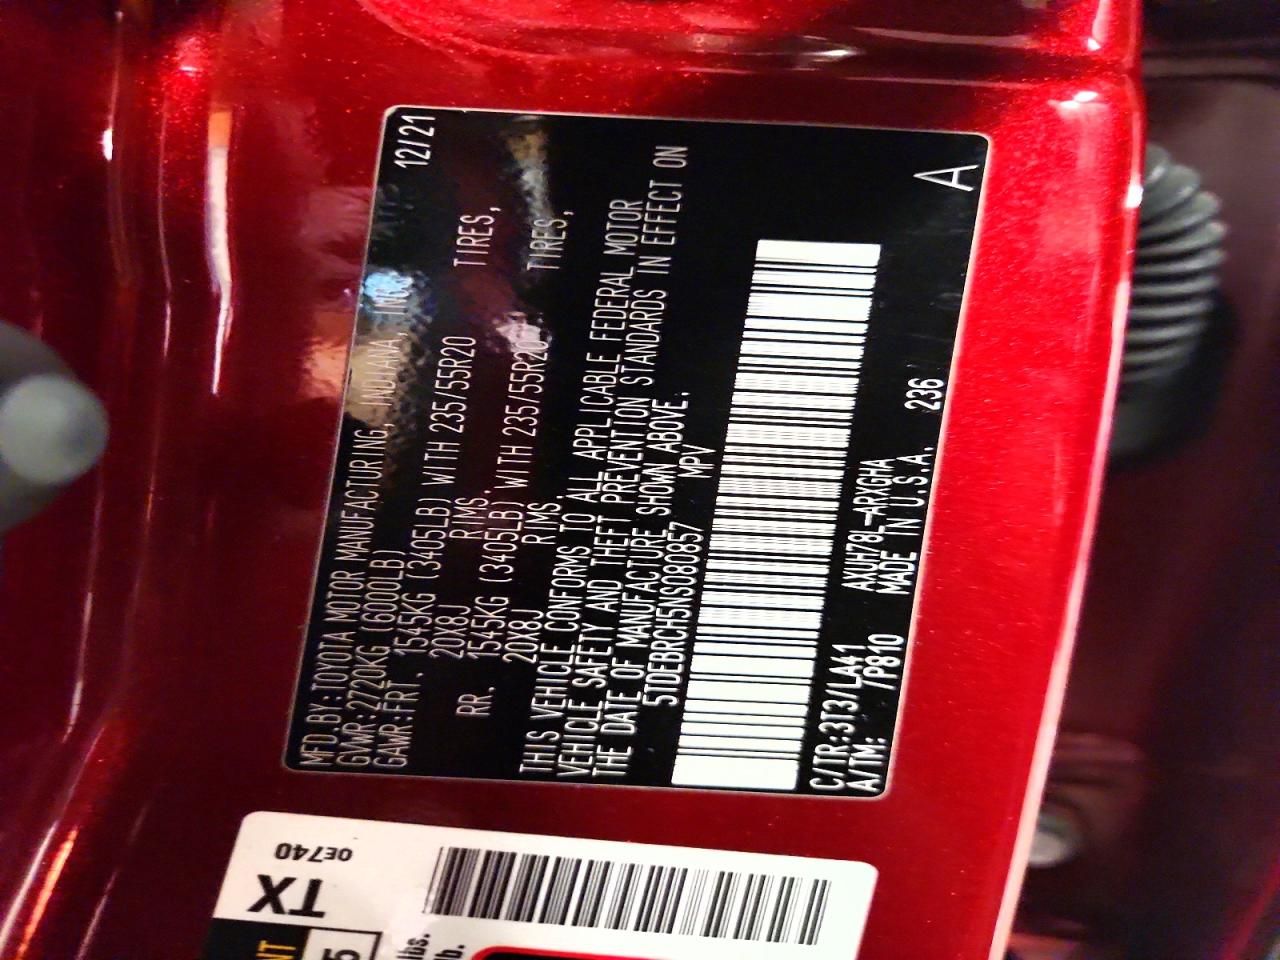 MFD.BY:TOYOTA MOTOR MANUFACTURING, INDIANA, INC. 12/21
GVWR:2720KG (6000LB)
GAWR:FRT. 1545KG (3405LB) WITH 235/55R20 TIRES,
20X8J RIMS.
RR. 1545KG (3405LB) WITH 235/55R20 TIRES,
20X8J RIMS.
THIS VEHICLE CONFORMS TO ALL APPLICABLE FEDERAL MOTOR
VEHICLE SAFETY AND THEFT PREVENTION STANDARDS IN EFFECT ON
THE DATE OF MANUFACTURE SHOWN ABOVE.
5TDEBRCH5NS080857 MPV
C/TR:3T3/LA41 AXUH78L-ARXGHA
A/TM: /P810 MADE IN U.S.A. 236
A
0E740
TX
lbs.
lb.